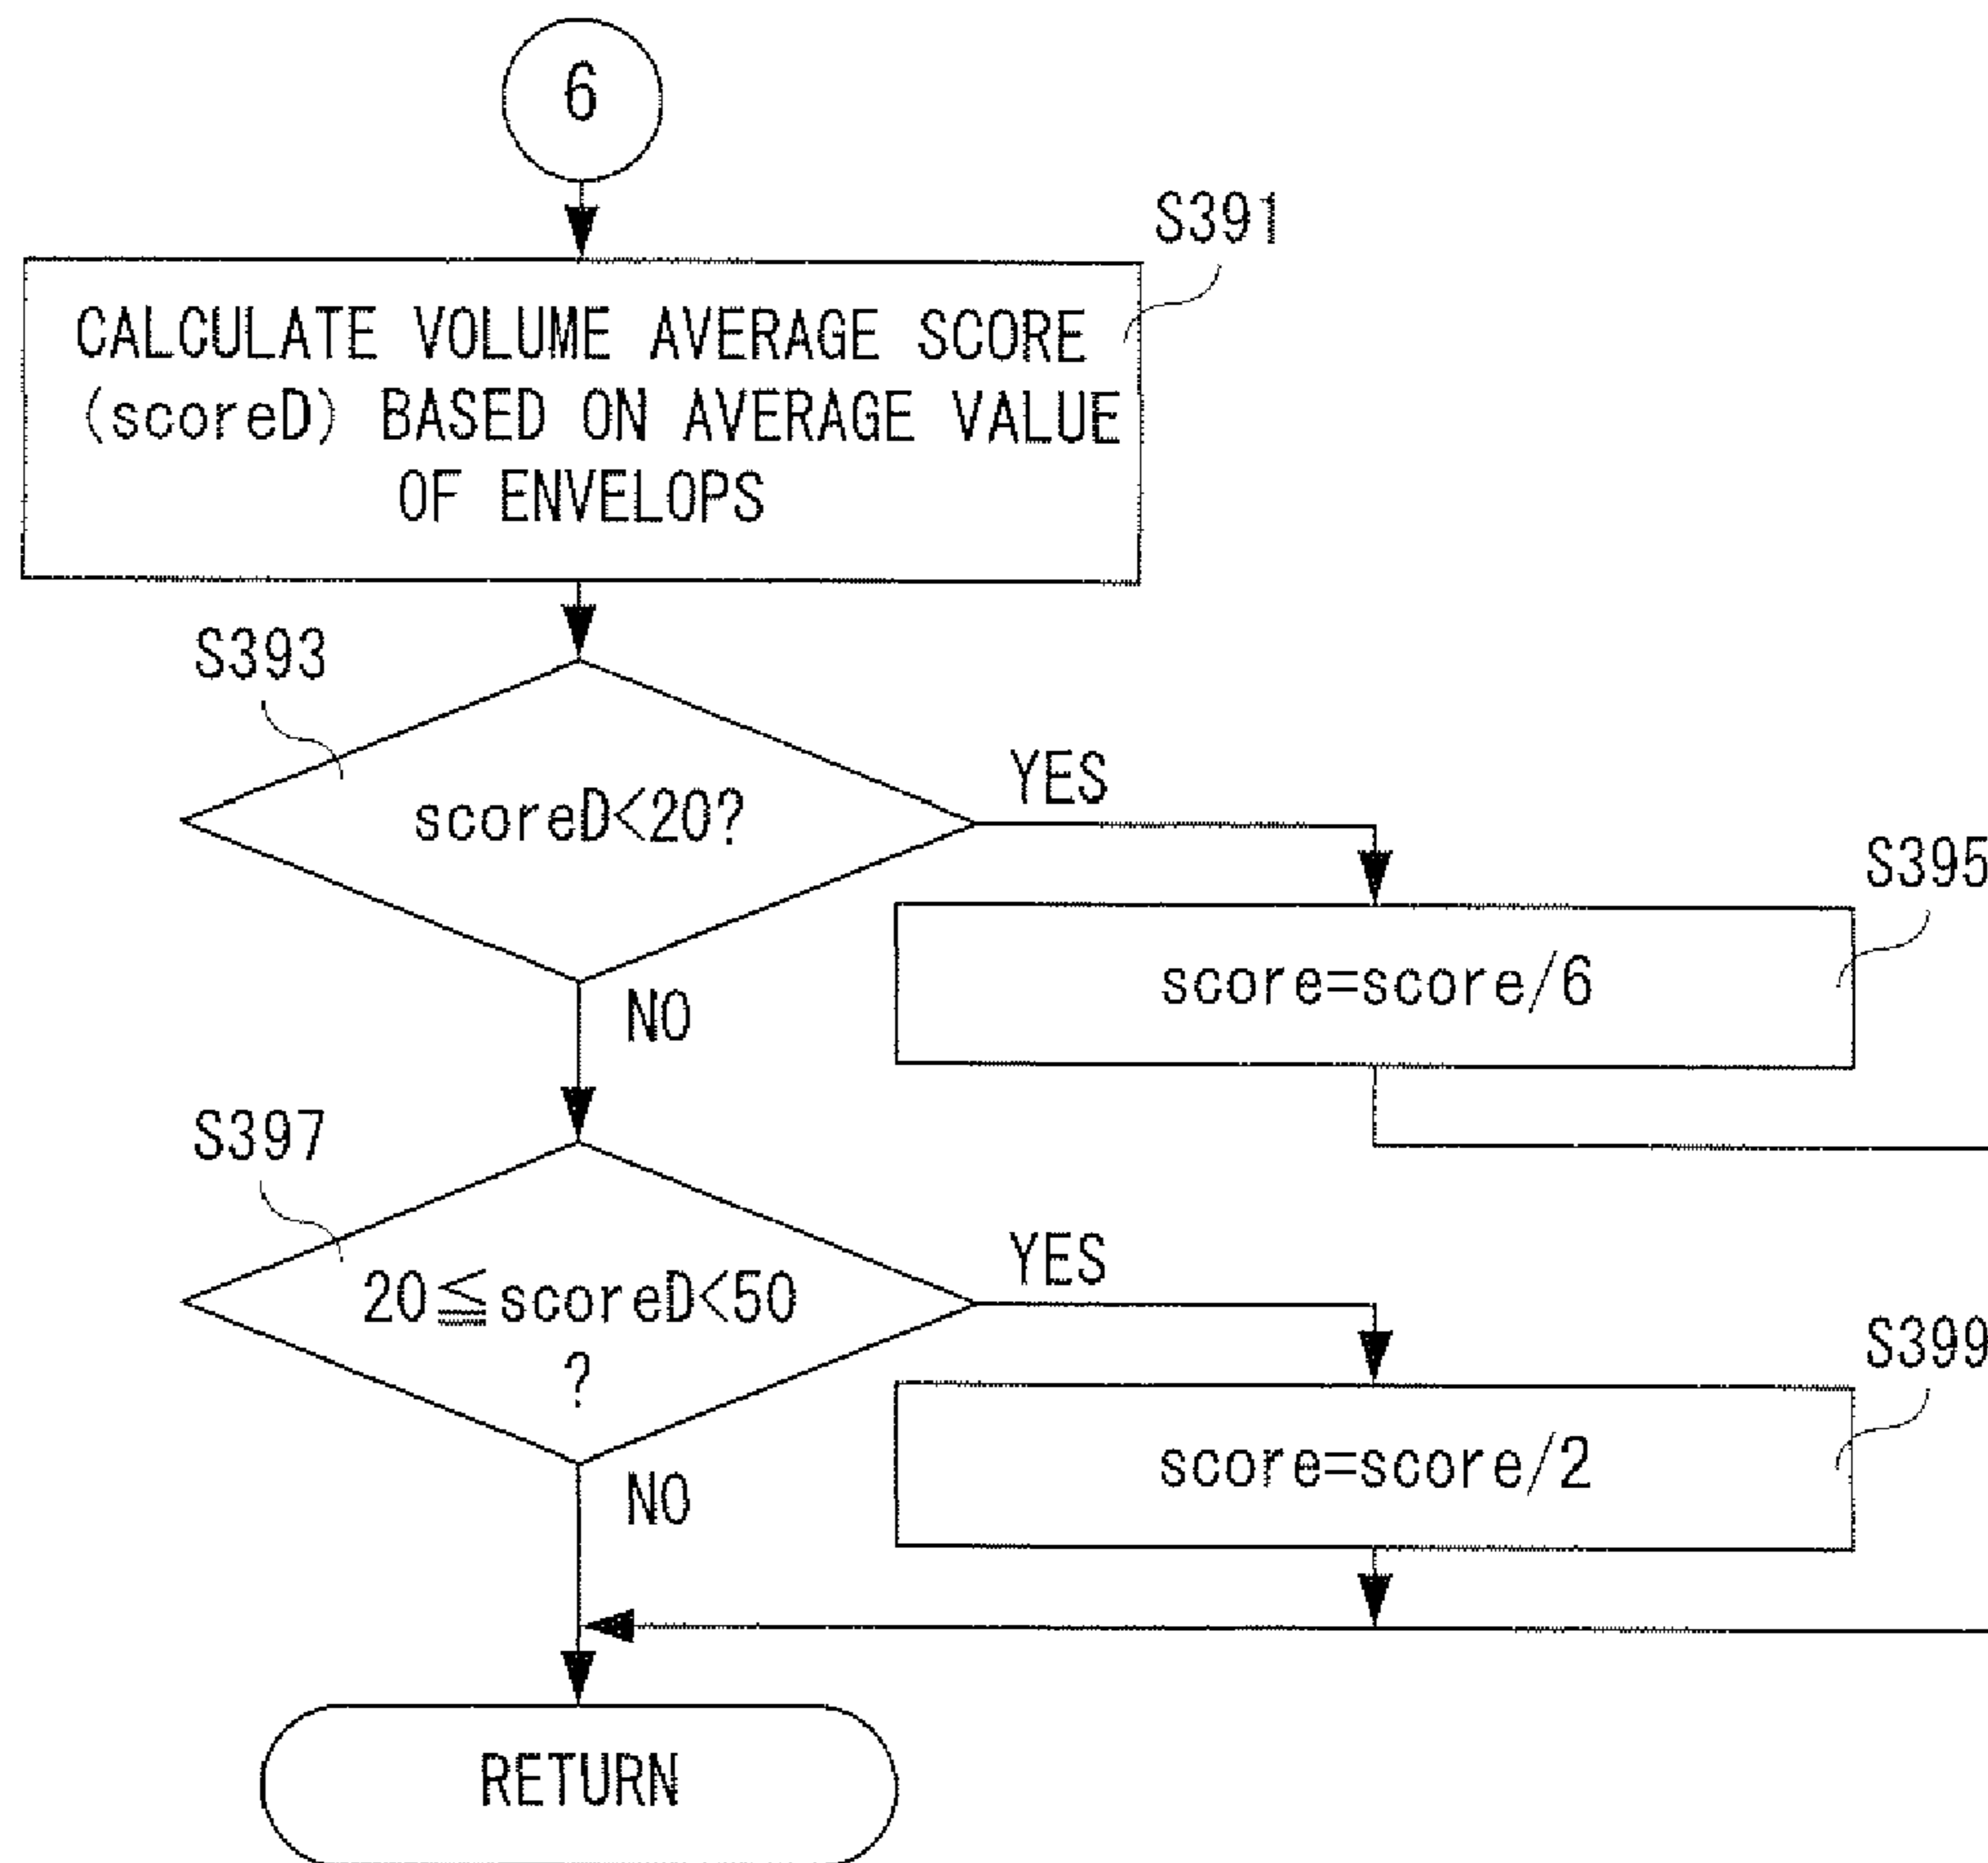 6
S391
CALCULATE VOLUME AVERAGE SCORE
(scoreD) BASED ON AVERAGE VALUE
OF ENVELOPS
S393
scoreD<20?
YES
S395
score=score/6
NO
S397
20≦scoreD<50
?
YES
S399
score=score/2
NO
RETURN